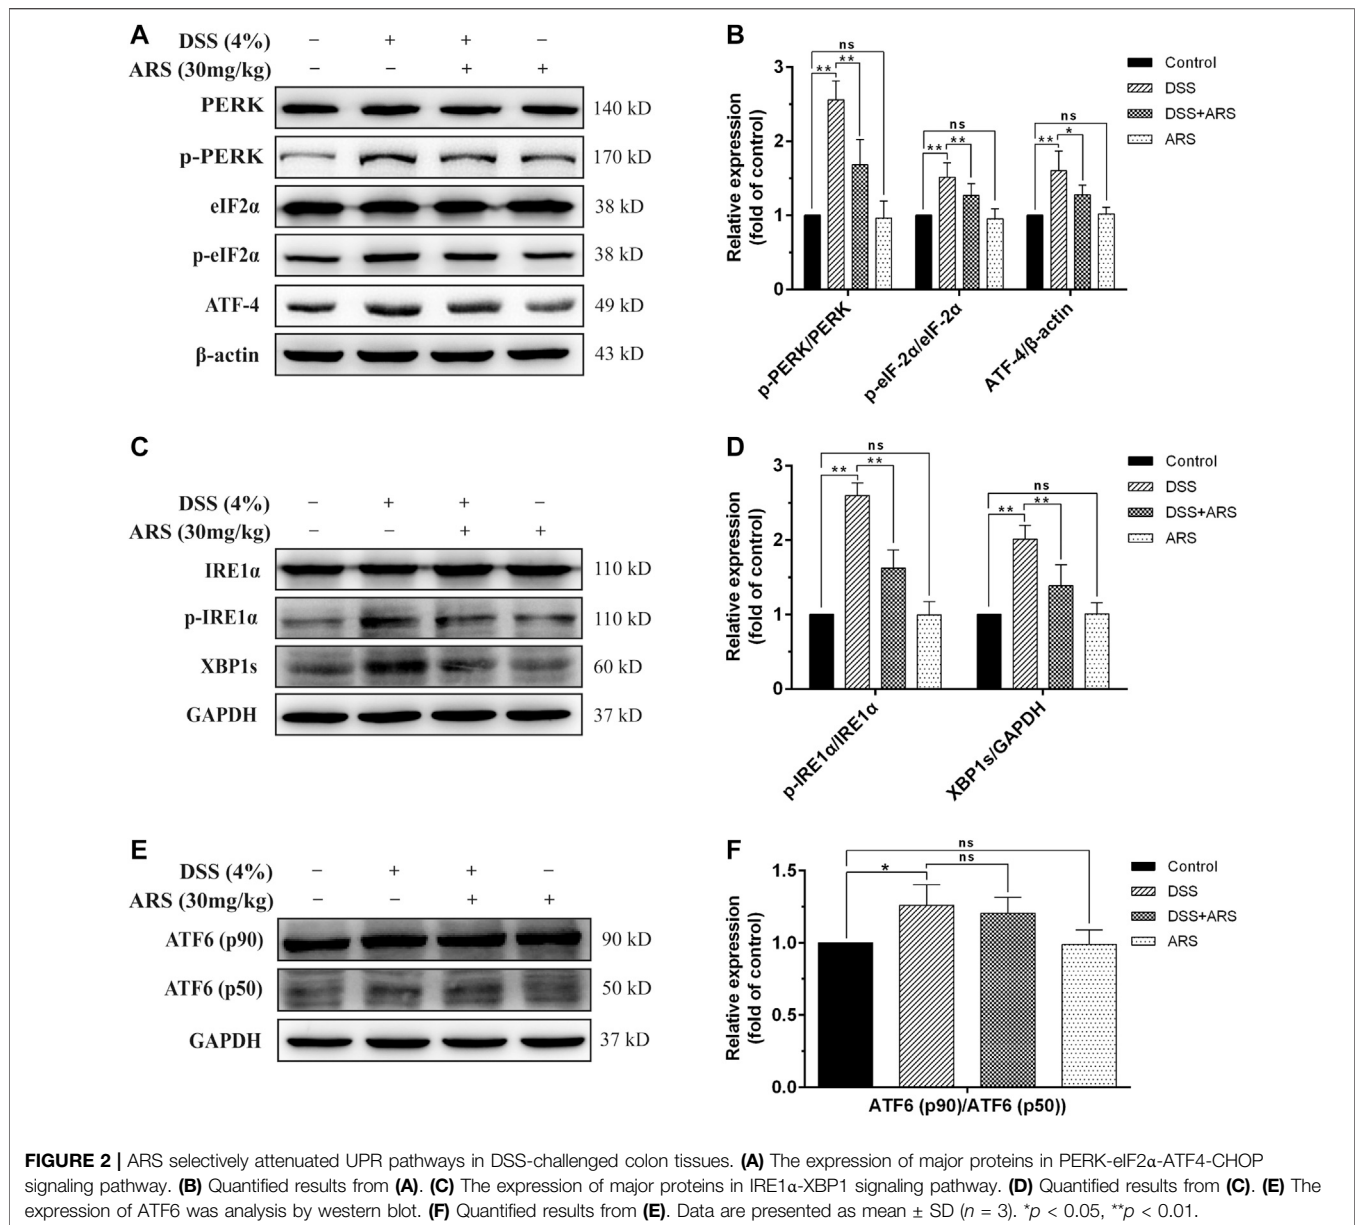 A
DSS (4%) − + + −
ARS (30mg/kg) − − + +
PERK 140 kD
p-PERK 170 kD
eIF2α 38 kD
p-eIF2α 38 kD
ATF-4 49 kD
β-actin 43 kD
B
Relative expression
(fold of control)
3
2
1
0
ns
** **
ns
** **
ns
** *
p-PERK/PERK
p-eIF-2α/eIF-2α
ATF-4/β-actin
Control
DSS
DSS+ARS
ARS
C
DSS (4%) − + + −
ARS (30mg/kg) − − + +
IRE1α 110 kD
p-IRE1α 110 kD
XBP1s 60 kD
GAPDH 37 kD
D
Relative expression
(fold of control)
3
2
1
0
ns
** **
ns
** **
p-IRE1α/IRE1α
XBP1s/GAPDH
Control
DSS
DSS+ARS
ARS
E
DSS (4%) − + + −
ARS (30mg/kg) − − + +
ATF6 (p90) 90 kD
ATF6 (p50) 50 kD
GAPDH 37 kD
F
Relative expression
(fold of control)
1.5
1.0
0.5
0.0
ns
* ns
ATF6 (p90)/ATF6 (p50))
Control
DSS
DSS+ARS
ARS
FIGURE 2 | ARS selectively attenuated UPR pathways in DSS-challenged colon tissues. (A) The expression of major proteins in PERK-eIF2α-ATF4-CHOP
signaling pathway. (B) Quantified results from (A). (C) The expression of major proteins in IRE1α-XBP1 signaling pathway. (D) Quantified results from (C). (E) The
expression of ATF6 was analysis by western blot. (F) Quantified results from (E). Data are presented as mean ± SD (n = 3). *p < 0.05, **p < 0.01.